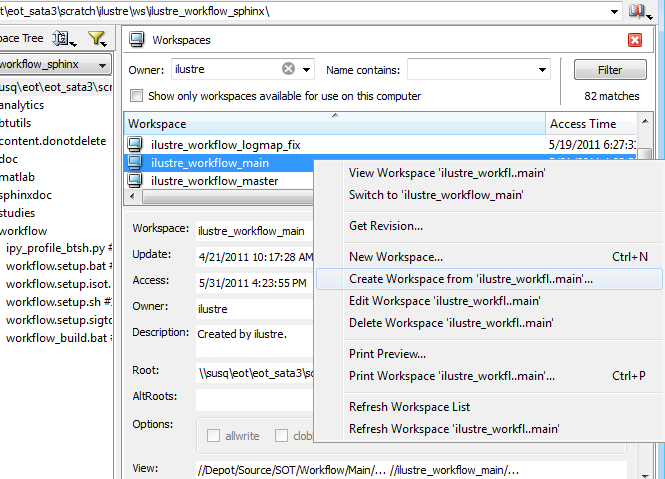 t\eot_sata3\scratch\ilustre\ws\ilustre_workflow_sphinx\
pace Tree
workflow_sphinx
usq\eot\eot_sata3\scr
analytics
btutils
content.donotdelete
doc
matlab
sphinxdoc
studies
workflow
ipy_profile_btsh.py #
workflow.setup.bat #
workflow.setup.isot.
workflow.setup.sh #
workflow.setup.sigto
workflow_build.bat #
Workspaces
Owner: ilustre Name contains: Filter
Show only workspaces available for use on this computer 82 matches
Workspace Access Time
ilustre_workflow_logmap_fix 5/19/2011 6:27:3
ilustre_workflow_main
ilustre_workflow_master
Workspace: ilustre_workflow_main
Update: 4/21/2011 10:17:28 AM
Access: 5/31/2011 4:23:55 PM
Owner: ilustre
Description: Created by ilustre.
Root: \\susq\eot\eot_sata3\sc
AltRoots:
Options: allwrite clob
View: //Depot/Source/SOT/Workflow/Main/... //ilustre_workflow_main/...
View Workspace 'ilustre_workfl..main'
Switch to 'ilustre_workflow_main'
Get Revision...
New Workspace... Ctrl+N
Create Workspace from 'ilustre_workfl..main'...
Edit Workspace 'ilustre_workfl..main'
Delete Workspace 'ilustre_workfl..main'
Print Preview...
Print Workspace 'ilustre_workfl..main'... Ctrl+P
Refresh Workspace List
Refresh Workspace 'ilustre_workfl..main'